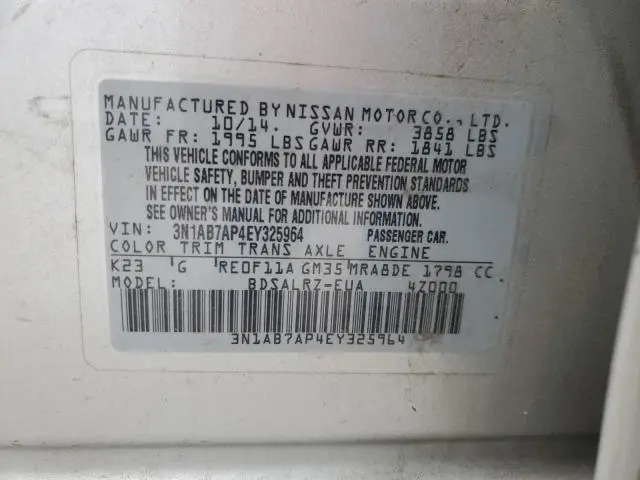 MANUFACTURED BY NISSAN MOTOR CO., LTD.
DATE: 10/14. GVWR: 3858 LBS
GAWR FR: 1995 LBS GAWR RR: 1841 LBS
THIS VEHICLE CONFORMS TO ALL APPLICABLE FEDERAL MOTOR
VEHICLE SAFETY, BUMPER AND THEFT PREVENTION STANDARDS
IN EFFECT ON THE DATE OF MANUFACTURE SHOWN ABOVE.
SEE OWNER'S MANUAL FOR ADDITIONAL INFORMATION.
VIN: 3N1AB7AP4EY325964 PASSENGER CAR.
COLOR TRIM TRANS AXLE ENGINE
K23 G RE0F11A GM35 MRA8DE 1798 CC
MODEL: BDSALRZ-EUA 4Z000
3N1AB7AP4EY325964